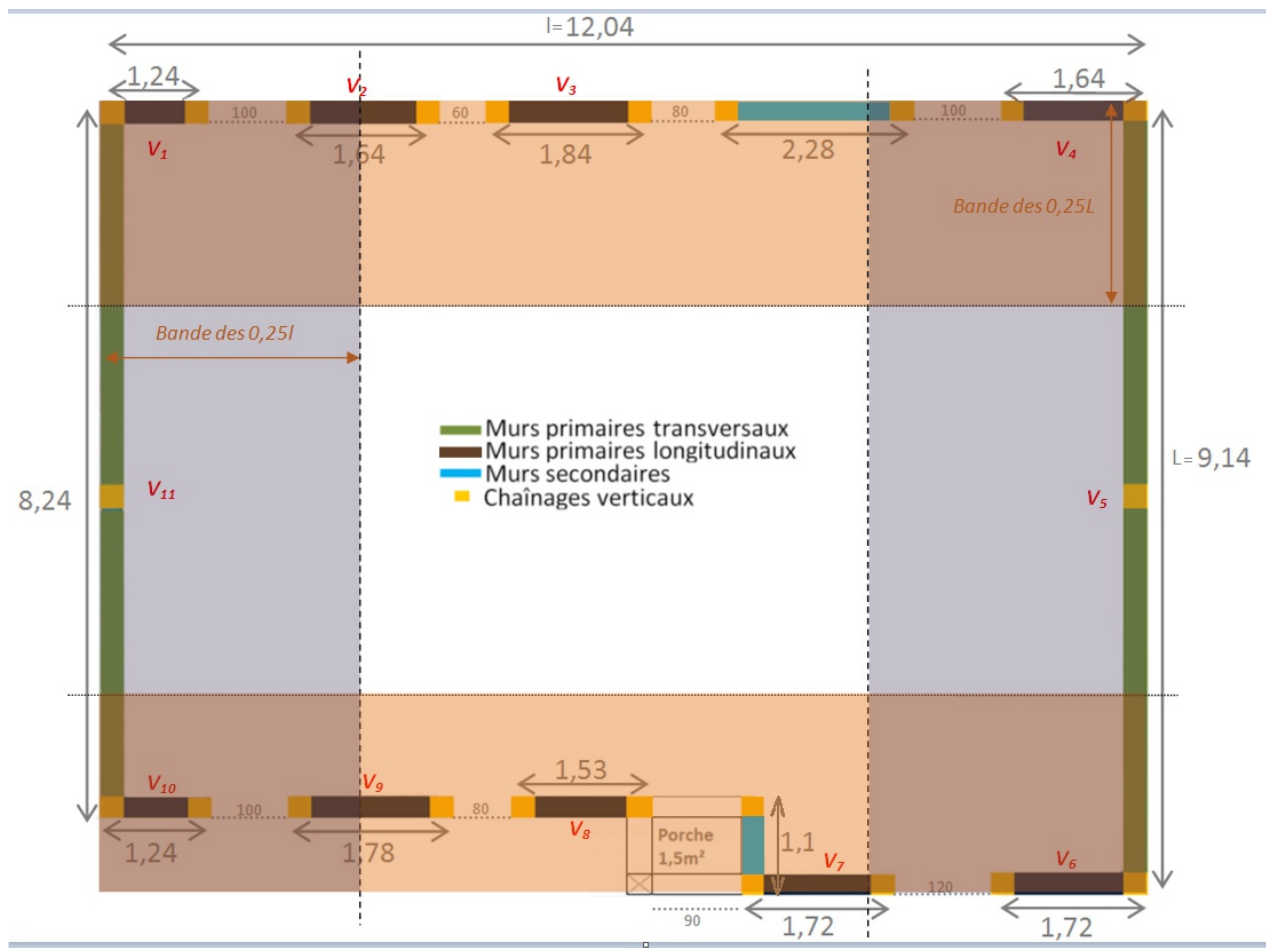 l= 12,04
1,24
V₂
V₃
1,64
100
60
80
100
V₁
1,64
1,84
2,28
V₄
Bande des 0,25L
Bande des 0,25l
Murs primaires transversaux
Murs primaires longitudinaux
Murs secondaires
Chaînages verticaux
L= 9,14
8,24
V₁₁
V₅
V₁₀
V₉
1,53
100
80
V₈
Porche
1,5m²
1,1
V₇
V₆
1,24
1,78
120
90
1,72
1,72